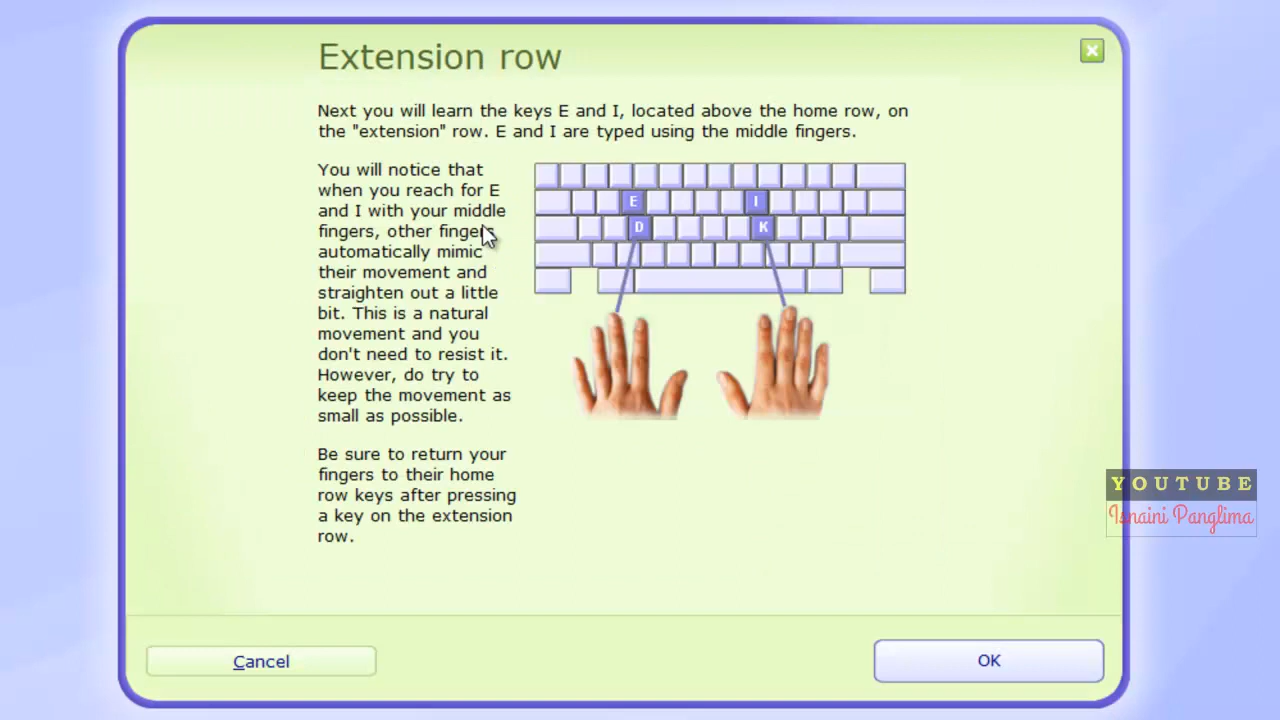 Extension row
Next you will learn the keys E and I, located above the home row, on
the "extension" row. E and I are typed using the middle fingers.
You will notice that
when you reach for E
and I with your middle
fingers, other fingers
automatically mimic
their movement and
straighten out a little
bit. This is a natural
movement and you
don't need to resist it.
However, do try to
keep the movement as
small as possible.
Be sure to return your
fingers to their home
row keys after pressing
a key on the extension
row.
E I
D K
YOUTUBE
Isnaini Panglima
Cancel
OK